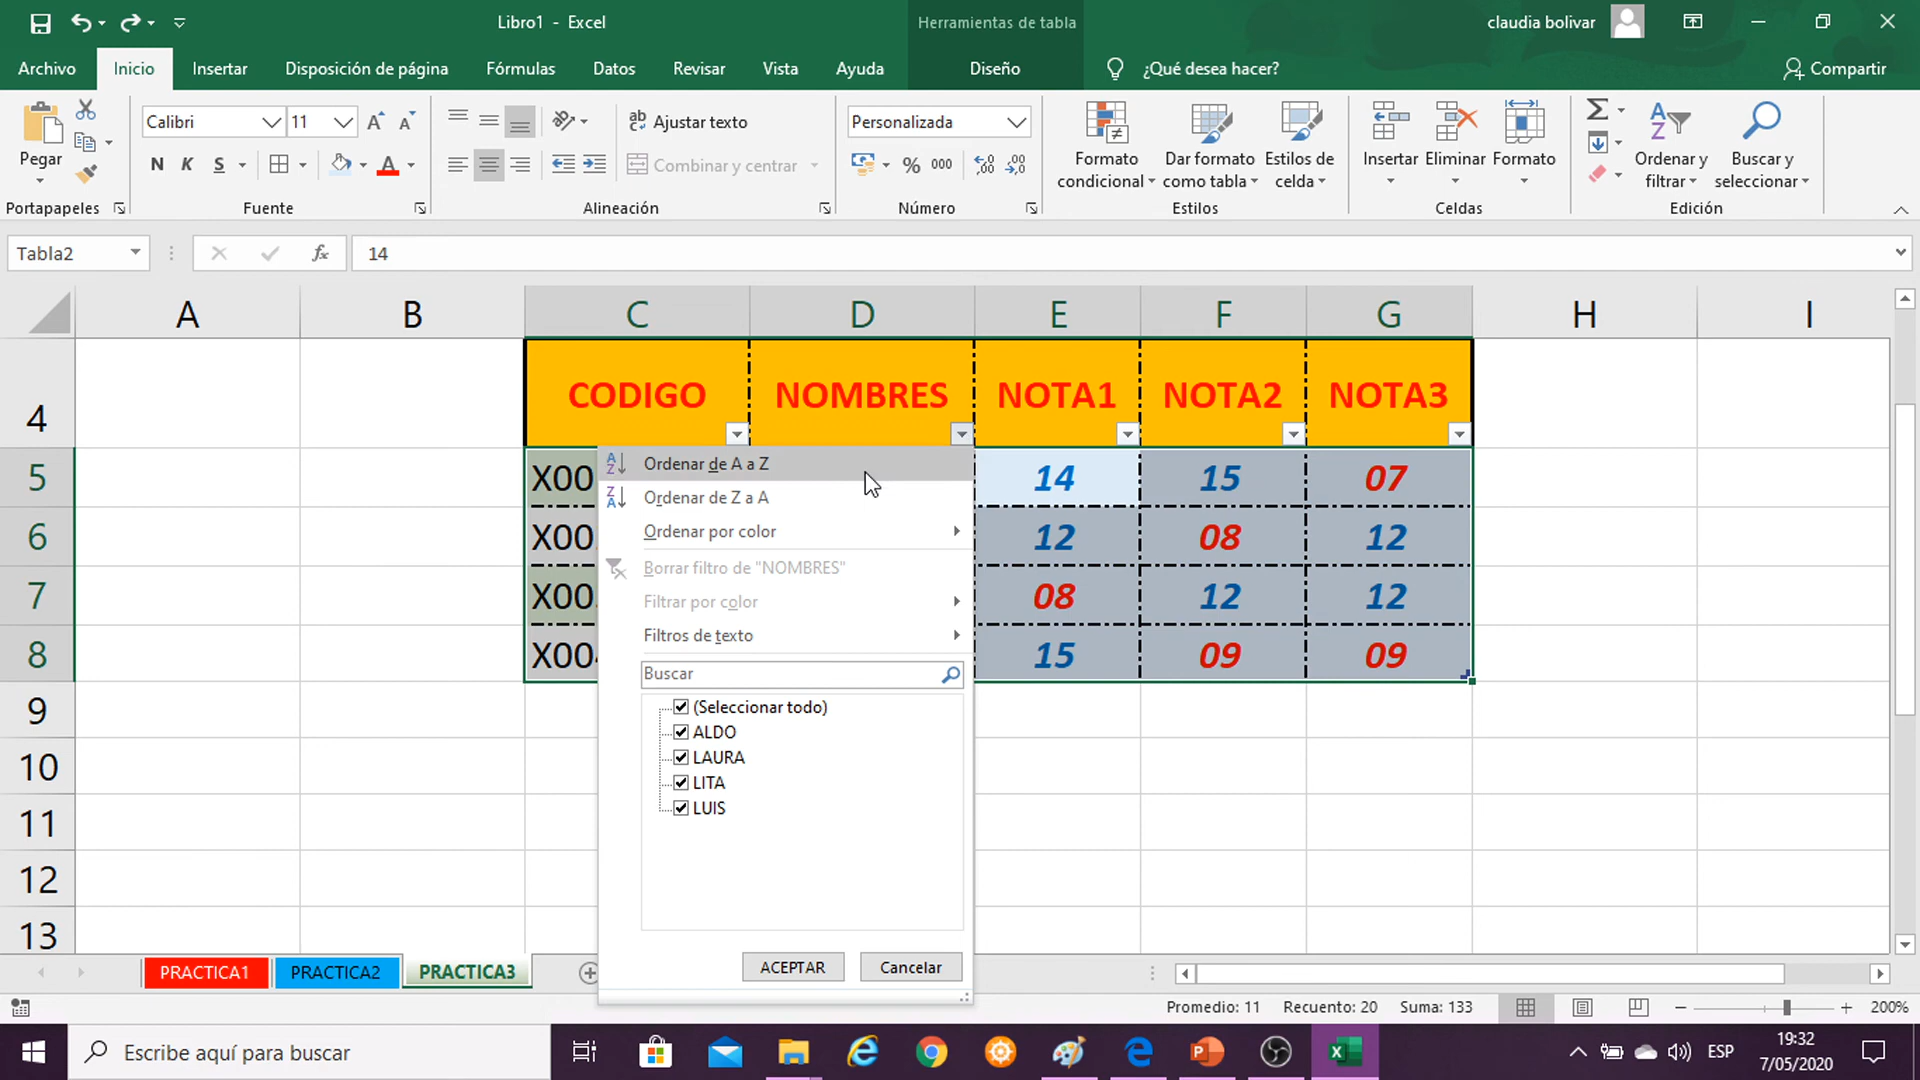 Libro1 - Excel
Herramientas de tabla
claudia bolivar
Archivo
Inicio
Insertar
Disposición de página
Fórmulas
Datos
Revisar
Vista
Ayuda
Diseño
¿Qué desea hacer?
Compartir
Pegar
Portapapeles
Calibri
11
N K S
Fuente
Ajustar texto
Combinar y centrar
Alineación
Personalizada
% 000
Número
Formato condicional
Dar formato como tabla
Estilos de celda
Estilos
Insertar
Eliminar
Formato
Celdas
Ordenar y filtrar
Buscar y seleccionar
Edición
Tabla2
fx
14
A B C D E F G H I
4 CODIGO NOMBRES NOTA1 NOTA2 NOTA3
5 X00 14 15 07
6 X00 12 08 12
7 X00 08 12 12
8 X004 15 09 09
9
10
11
12
13
Ordenar de A a Z
Ordenar de Z a A
Ordenar por color
Borrar filtro de "NOMBRES"
Filtrar por color
Filtros de texto
Buscar
(Seleccionar todo)
ALDO
LAURA
LITA
LUIS
ACEPTAR
Cancelar
PRACTICA1
PRACTICA2
PRACTICA3
Promedio: 11
Recuento: 20
Suma: 133
200%
Escribe aquí para buscar
ESP
19:32
7/05/2020